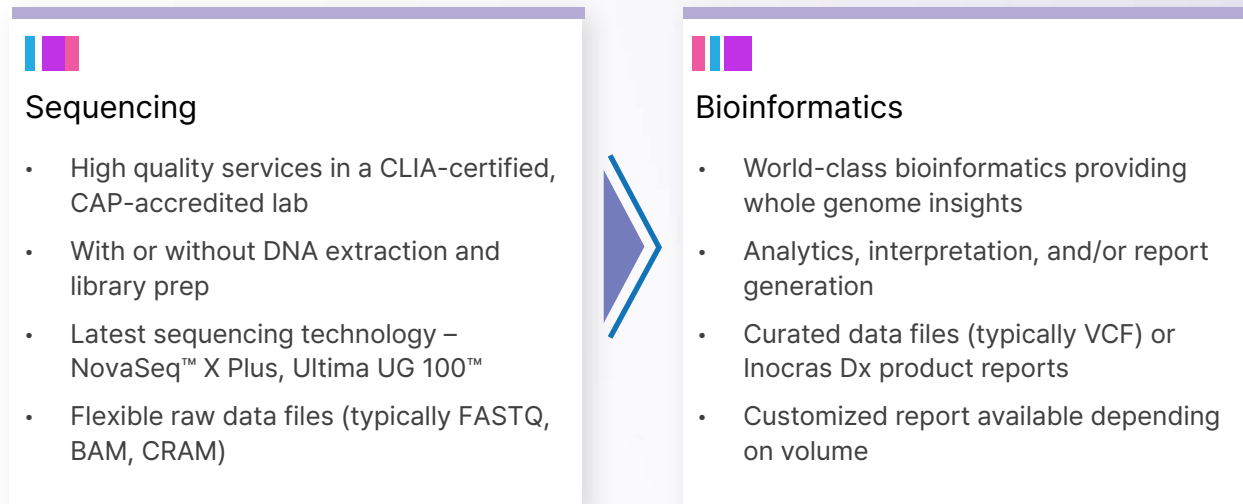 Sequencing
• High quality services in a CLIA-certified,
CAP-accredited lab
• With or without DNA extraction and
library prep
• Latest sequencing technology –
NovaSeq™ X Plus, Ultima UG 100™
• Flexible raw data files (typically FASTQ,
BAM, CRAM)
Bioinformatics
• World-class bioinformatics providing
whole genome insights
• Analytics, interpretation, and/or report
generation
• Curated data files (typically VCF) or
Inocras Dx product reports
• Customized report available depending
on volume